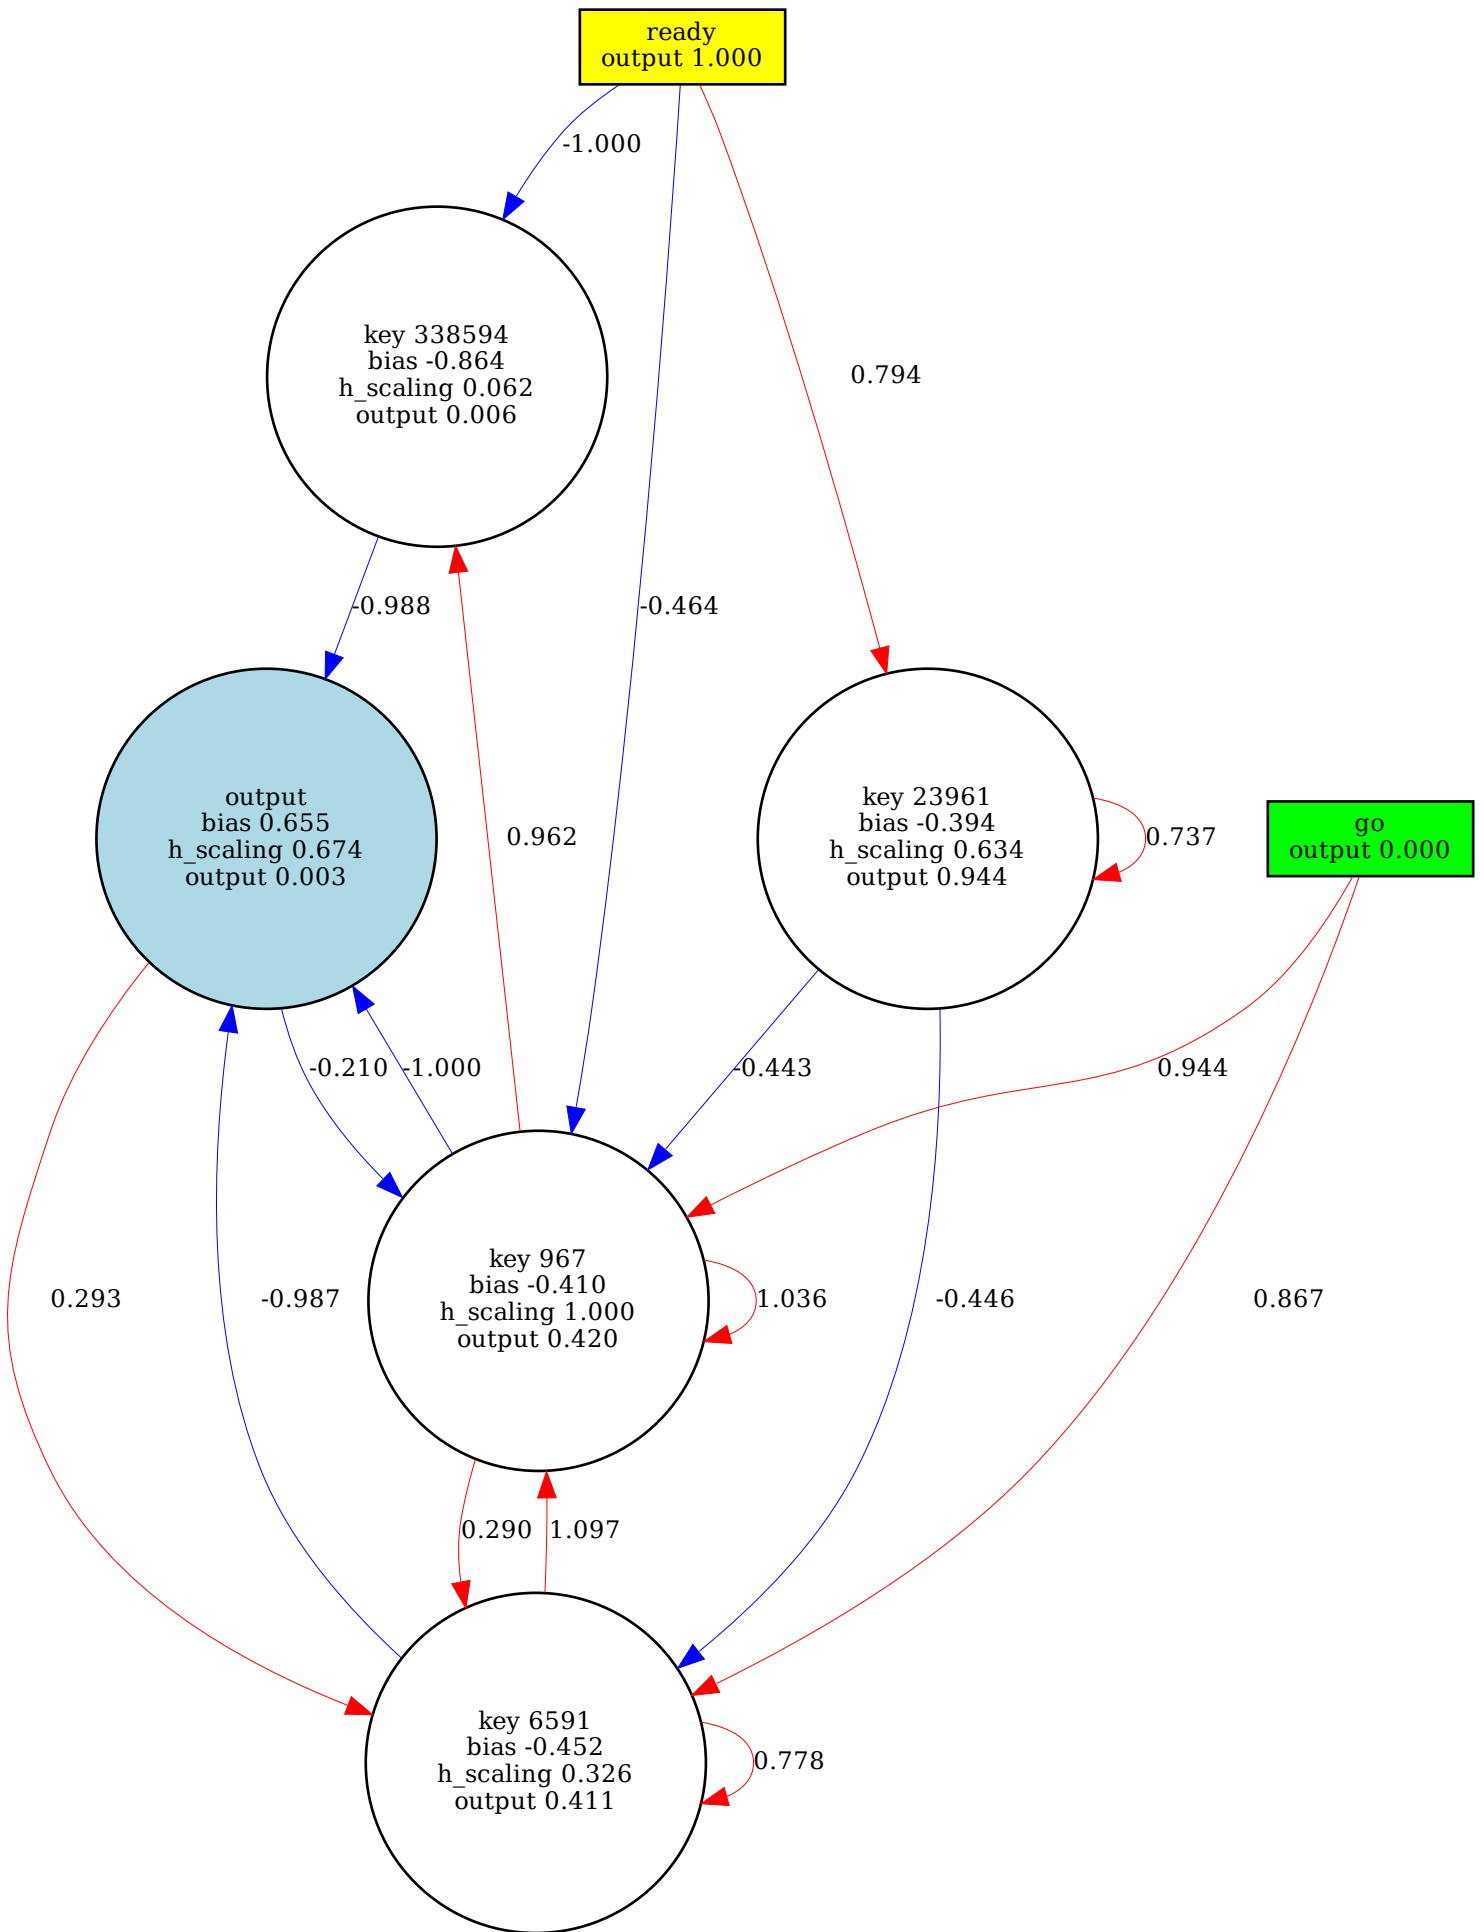 ready
output 1.000
-1.000
key 338594
bias -0.864
h_scaling 0.062
output 0.006
0.794
-0.988
0.962
-0.464
output
bias 0.655
h_scaling 0.674
output 0.003
key 23961
bias -0.394
h_scaling 0.634
output 0.944
0.737
go
output 0.000
-0.210
-1.000
-0.443
0.944
0.293
-0.987
key 967
bias -0.410
h_scaling 1.000
output 0.420
1.036
-0.446
0.867
0.290
1.097
key 6591
bias -0.452
h_scaling 0.326
output 0.411
0.778